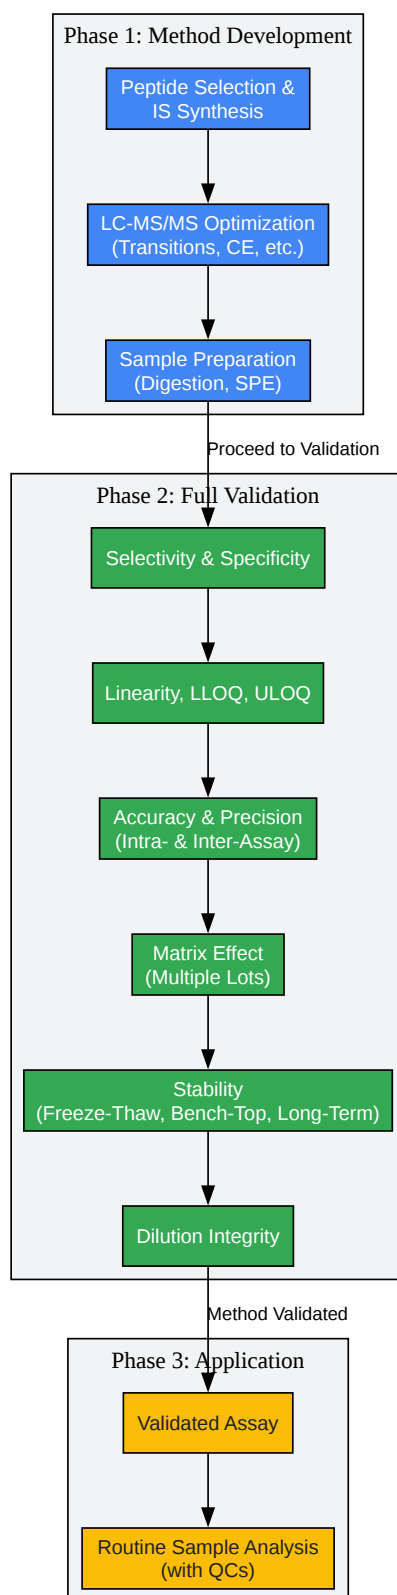 Phase 1: Method Development
Peptide Selection &
IS Synthesis
LC-MS/MS Optimization
(Transitions, CE, etc.)
Sample Preparation
(Digestion, SPE)
Proceed to Validation
Phase 2: Full Validation
Selectivity & Specificity
Linearity, LLOQ, ULOQ
Accuracy & Precision
(Intra- & Inter-Assay)
Matrix Effect
(Multiple Lots)
Stability
(Freeze-Thaw, Bench-Top, Long-Term)
Dilution Integrity
Method Validated
Phase 3: Application
Validated Assay
Routine Sample Analysis
(with QCs)